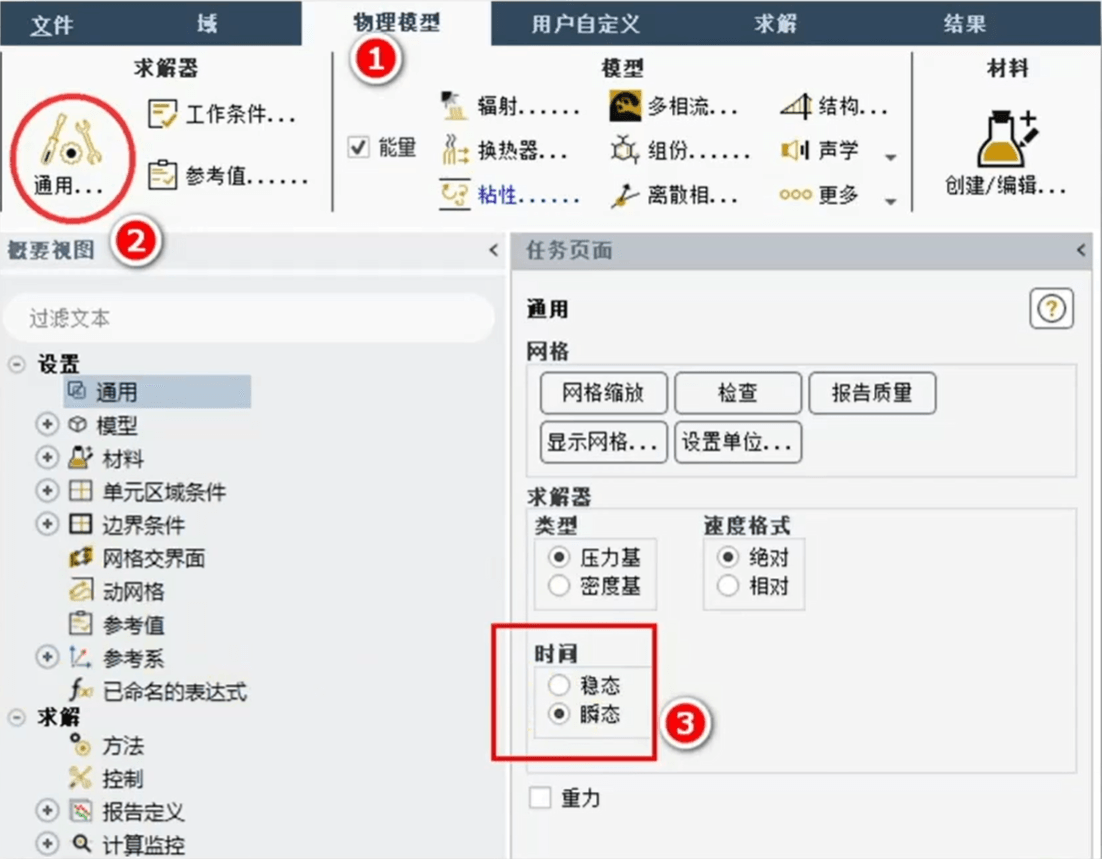 文件 域 物理模型 用户自定义 求解 结果
1
求解器 模型 材料
工作条件... 辐射...... 多相流... 结构...
能量 换热器... 组份...... 声学
通用... 参考值...... 粘性...... 离散相... 更多 创建/编辑...
2
概要视图 < 任务页面 <
过滤文本
通用 ?
网格
设置
通用 网格缩放 检查 报告质量
模型 显示网格... 设置单位...
材料
单元区域条件 求解器
边界条件 类型 速度格式
网格交界面 压力基 绝对
动网格 密度基 相对
参考值
参考系 时间
已命名的表达式 稳态
求解 瞬态 3
方法
控制
报告定义 重力
计算监控